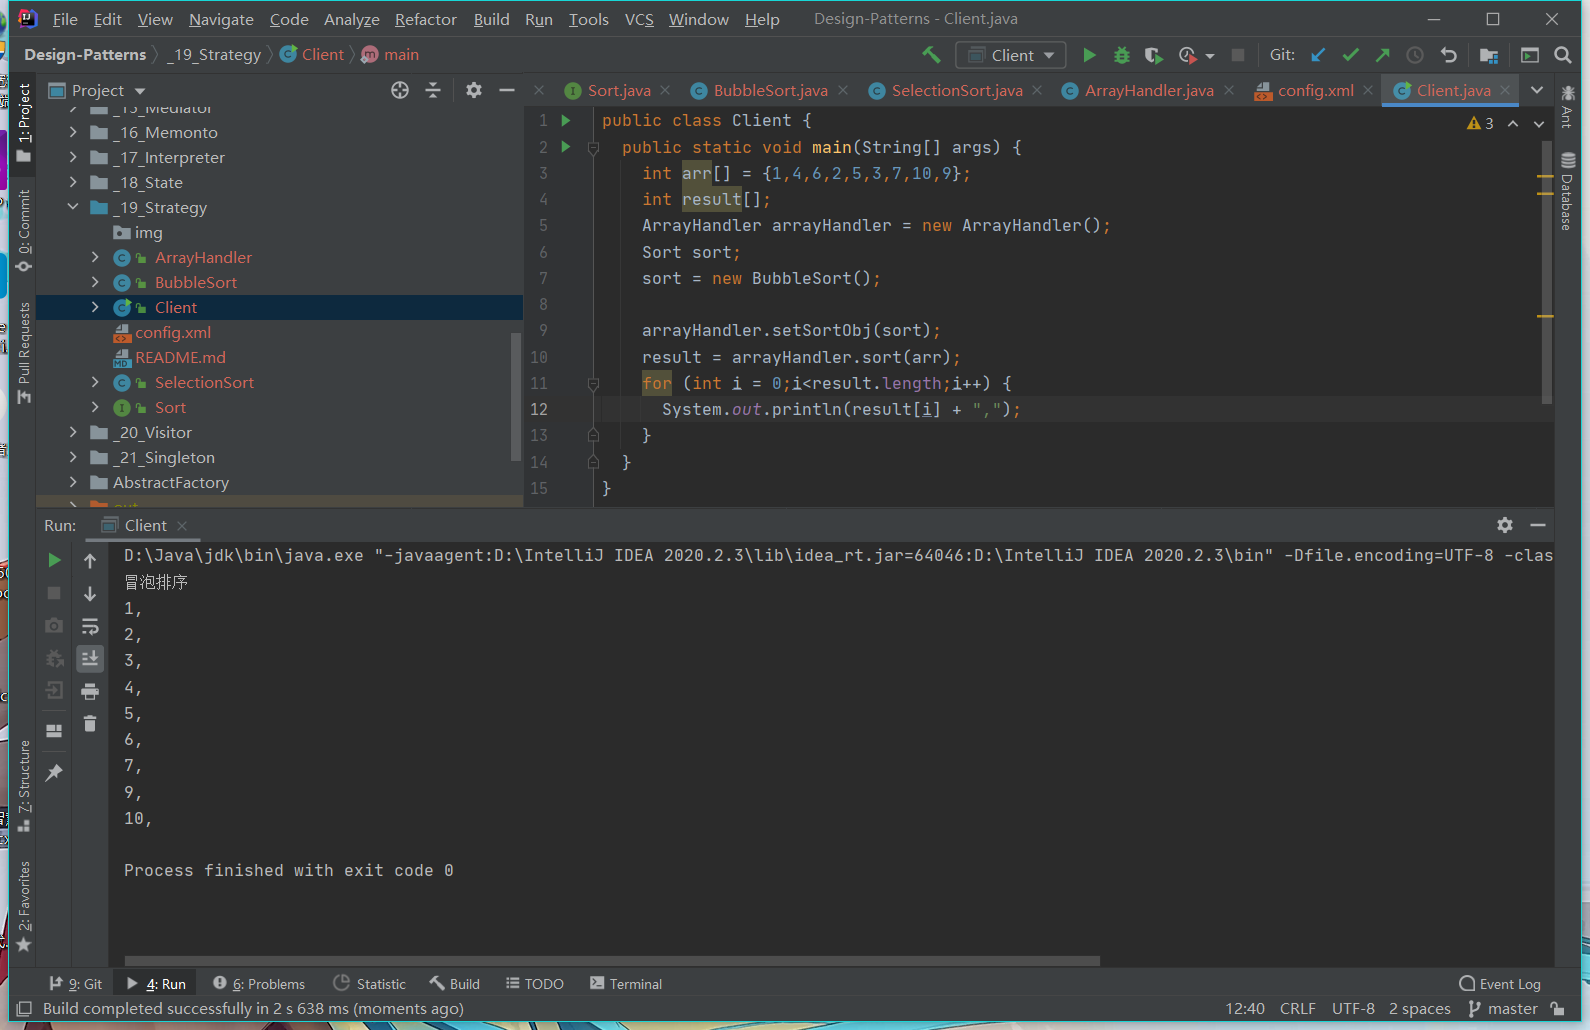 File Edit View Navigate Code Analyze Refactor Build Run Tools VCS Window Help Design-Patterns - Client.java
Design-Patterns _19_Strategy Client main
Client Git:
1: Project
0: Commit
Pull Requests
7: Structure
2: Favorites
Project
_15_Mediator
_16_Memonto
_17_Interpreter
_18_State
_19_Strategy
img
ArrayHandler
BubbleSort
Client
config.xml
README.md
SelectionSort
Sort
_20_Visitor
_21_Singleton
AbstractFactory
out
Sort.java BubbleSort.java SelectionSort.java ArrayHandler.java config.xml Client.java
3
1 public class Client {
2 public static void main(String[] args) {
3 int arr[] = {1,4,6,2,5,3,7,10,9};
4 int result[];
5 ArrayHandler arrayHandler = new ArrayHandler();
6 Sort sort;
7 sort = new BubbleSort();
8
9 arrayHandler.setSortObj(sort);
10 result = arrayHandler.sort(arr);
11 for (int i = 0;i<result.length;i++) {
12 System.out.println(result[i] + ",");
13 }
14 }
15 }
Ant
Database
Run: Client
D:\Java\jdk\bin\java.exe "-javaagent:D:\IntelliJ IDEA 2020.2.3\lib\idea_rt.jar=64046:D:\IntelliJ IDEA 2020.2.3\bin" -Dfile.encoding=UTF-8 -clas
冒泡排序
1,
2,
3,
4,
5,
6,
7,
9,
10,
Process finished with exit code 0
9: Git 4: Run 6: Problems Statistic Build TODO Terminal Event Log
Build completed successfully in 2 s 638 ms (moments ago) 12:40 CRLF UTF-8 2 spaces master